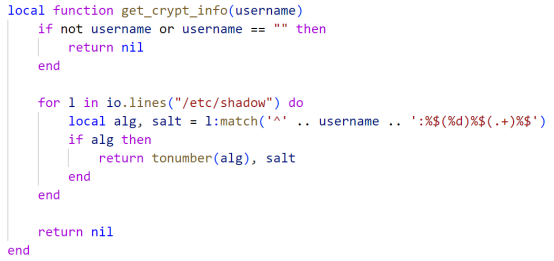 local function get_crypt_info(username)
    if not username or username == "" then
        return nil
    end

    for l in io.lines("/etc/shadow") do
        local alg, salt = l:match('^' .. username .. ':%$(%d)%$(.+)%$')
        if alg then
            return tonumber(alg), salt
        end
    end

    return nil
end